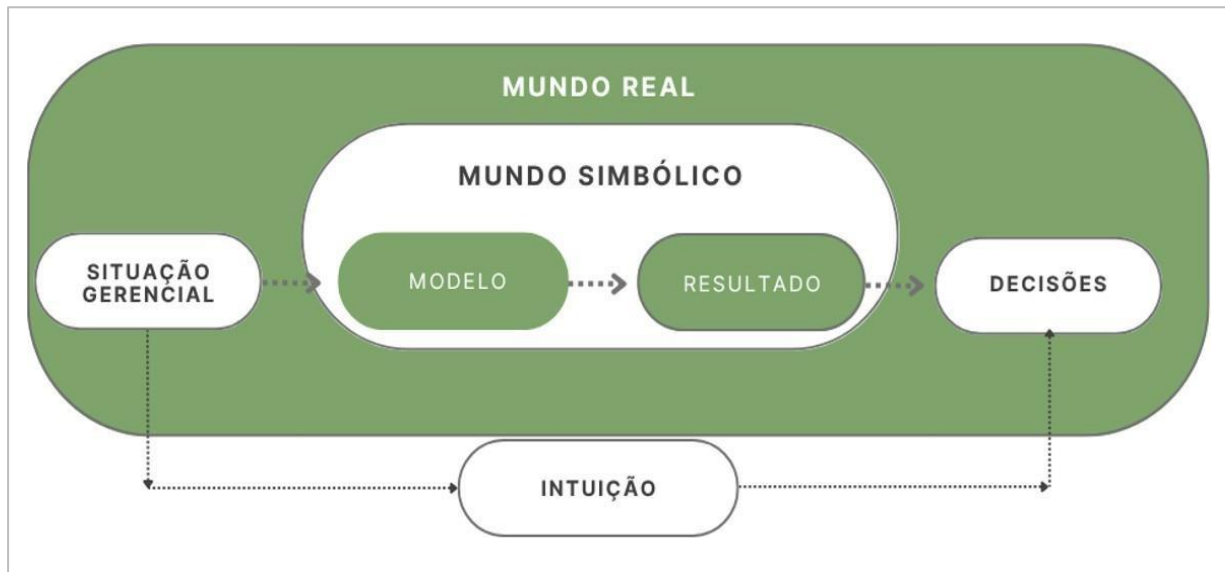 MUNDO REAL
MUNDO SIMBÓLICO
SITUAÇÃO
GERENCIAL
MODELO
RESULTADO
DECISÕES
INTUIÇÃO